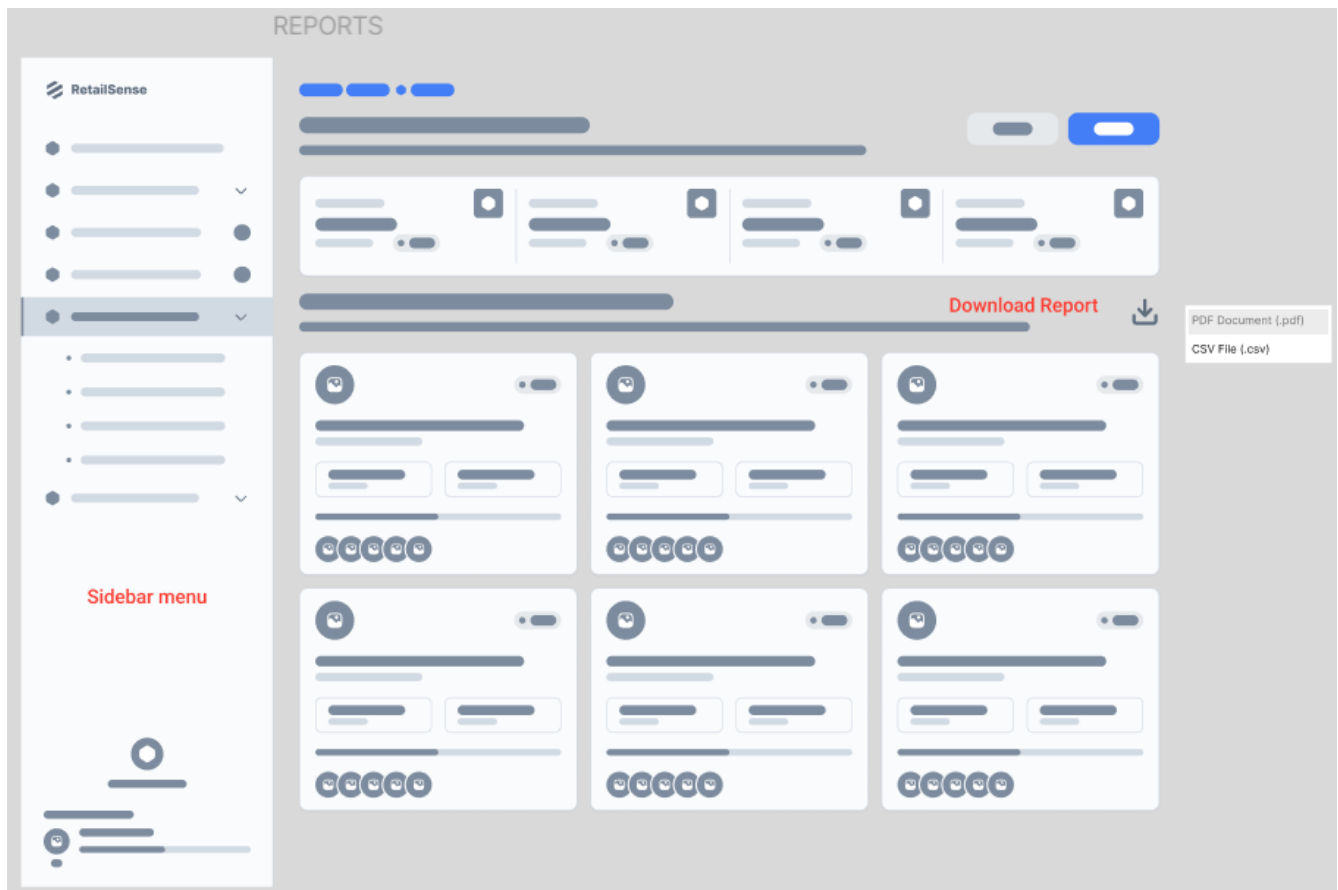 REPORTS
RetailSense
Download Report
PDF Document (.pdf)
CSV File (.csv)
Sidebar menu